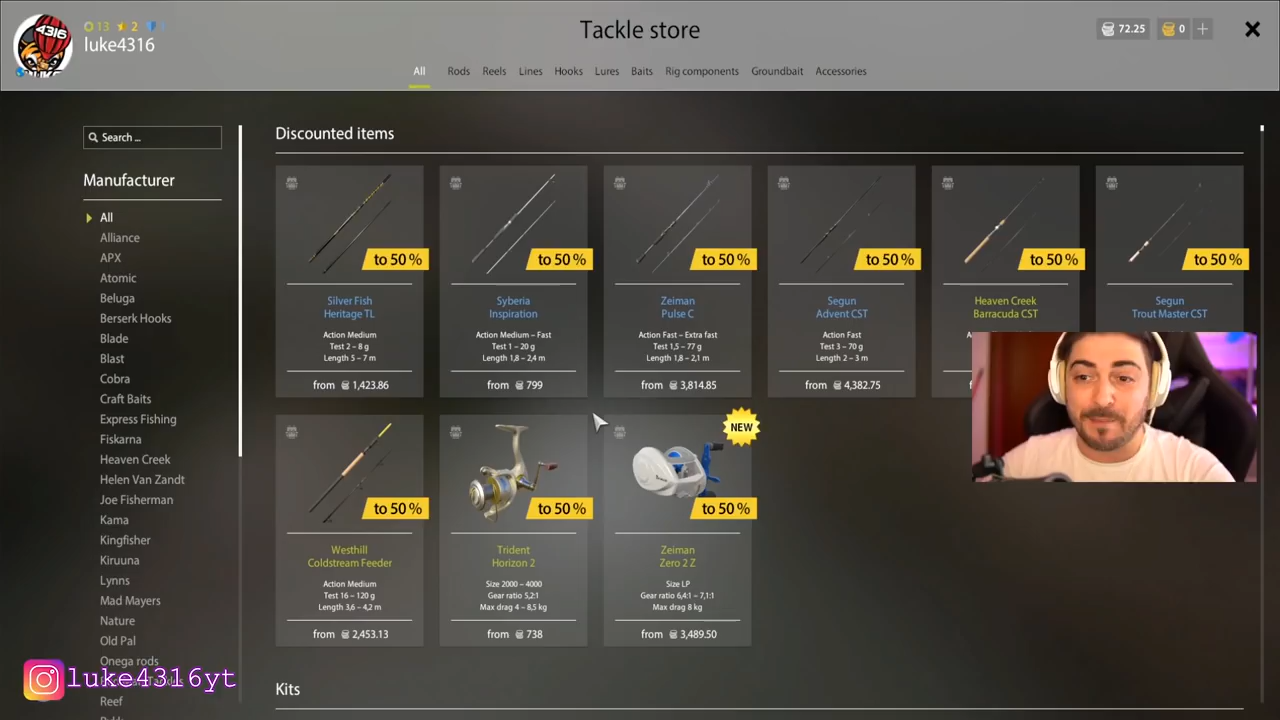 4316
13 2
luke4316
Tackle store
72.25
0
All Rods Reels Lines Hooks Lures Baits Rig components Groundbait Accessories
Search ...
Manufacturer
All
Alliance
APX
Atomic
Beluga
Berserk Hooks
Blade
Blast
Cobra
Craft Baits
Express Fishing
Fiskarna
Heaven Creek
Helen Van Zandt
Joe Fisherman
Kama
Kingfisher
Kiruuna
Lynns
Mad Mayers
Nature
Old Pal
Onega rods
Reef
Discounted items
to 50 %
Silver Fish
Heritage TL
Action Medium
Test 2 – 8 g
Length 5 – 7 m
from 1,423.86
to 50 %
Syberia
Inspiration
Action Medium – Fast
Test 1 – 20 g
Length 1,8 – 2,4 m
from 799
to 50 %
Zeiman
Pulse C
Action Fast – Extra fast
Test 1,5 – 77 g
Length 1,8 – 2,1 m
from 3,814.85
to 50 %
Segun
Advent CST
Action Fast
Test 3 – 70 g
Length 2 – 3 m
from 4,382.75
to 50 %
Heaven Creek
Barracuda CST
to 50 %
Segun
Trout Master CST
to 50 %
Westhill
Coldstream Feeder
Action Medium
Test 16 – 120 g
Length 3,6 – 4,2 m
from 2,453.13
to 50 %
Trident
Horizon 2
Size 2000 – 4000
Gear ratio 5,2:1
Max drag 4 – 8,5 kg
from 738
NEW
to 50 %
Zeiman
Zero 2 Z
Size LP
Gear ratio 6,4:1 – 7,1:1
Max drag 8 kg
from 3,489.50
Kits
luke4316yt